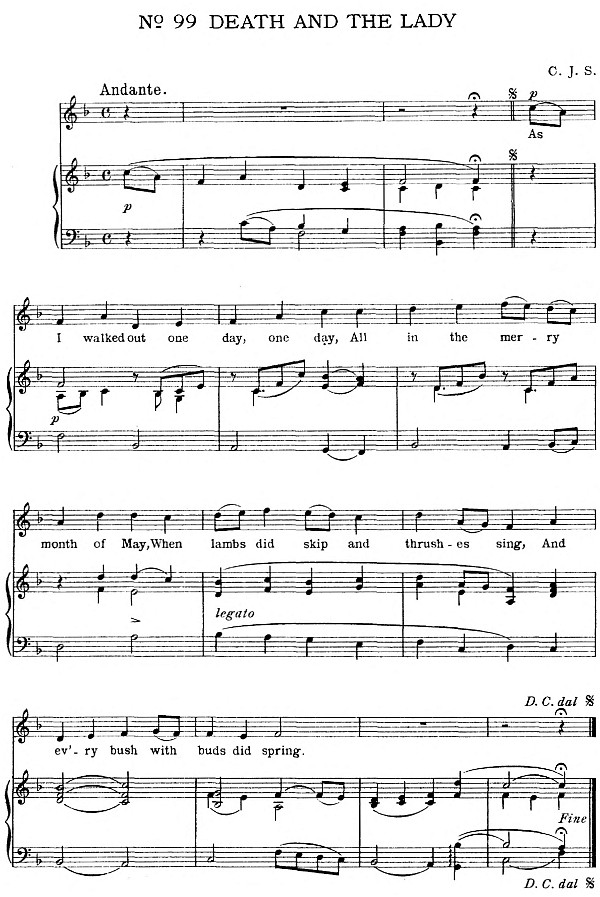 Nº 99 DEATH AND THE LADY
C. J. S.
Andante.
p
As
p
I walked out one day, one day, All in the mer - ry
p
month of May, When lambs did skip and thrush - es sing, And
legato
D. C. dal 𝄋
ev'- ry bush with buds did spring.
Fine
D. C. dal 𝄋